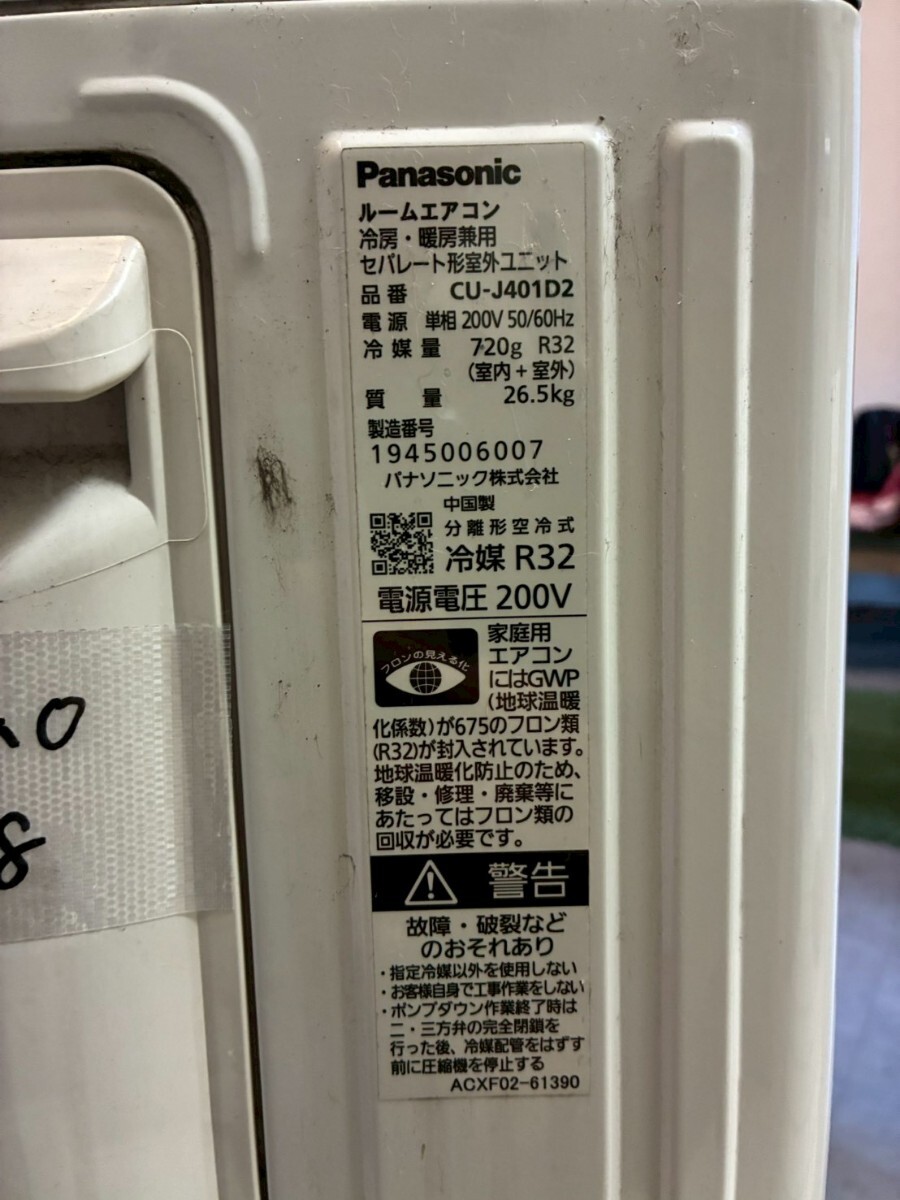 Panasonic
ルームエアコン
冷房・暖房兼用
セパレート形室外ユニット
品番 CU-J401D2
電源 単相200V 50/60Hz
冷媒量 720g R32
(室内+室外)
質量 26.5kg
製造番号
1945006007
パナソニック株式会社
中国製
分離形空冷式
冷媒 R32
電源電圧 200V
フロンの見える化
家庭用
エアコン
にはGWP
(地球温暖
化係数)が675のフロン類
(R32)が封入されています。
地球温暖化防止のため、
移設・修理・廃棄等に
あたってはフロン類の
回収が必要です。
警告
故障・破裂など
のおそれあり
・指定冷媒以外を使用しない
・お客様自身で工事作業をしない
・ポンプダウン作業終了時は
二・三方弁の完全閉鎖を
行った後、冷媒配管をはずす
前に圧縮機を停止する
ACXF02-61390
8